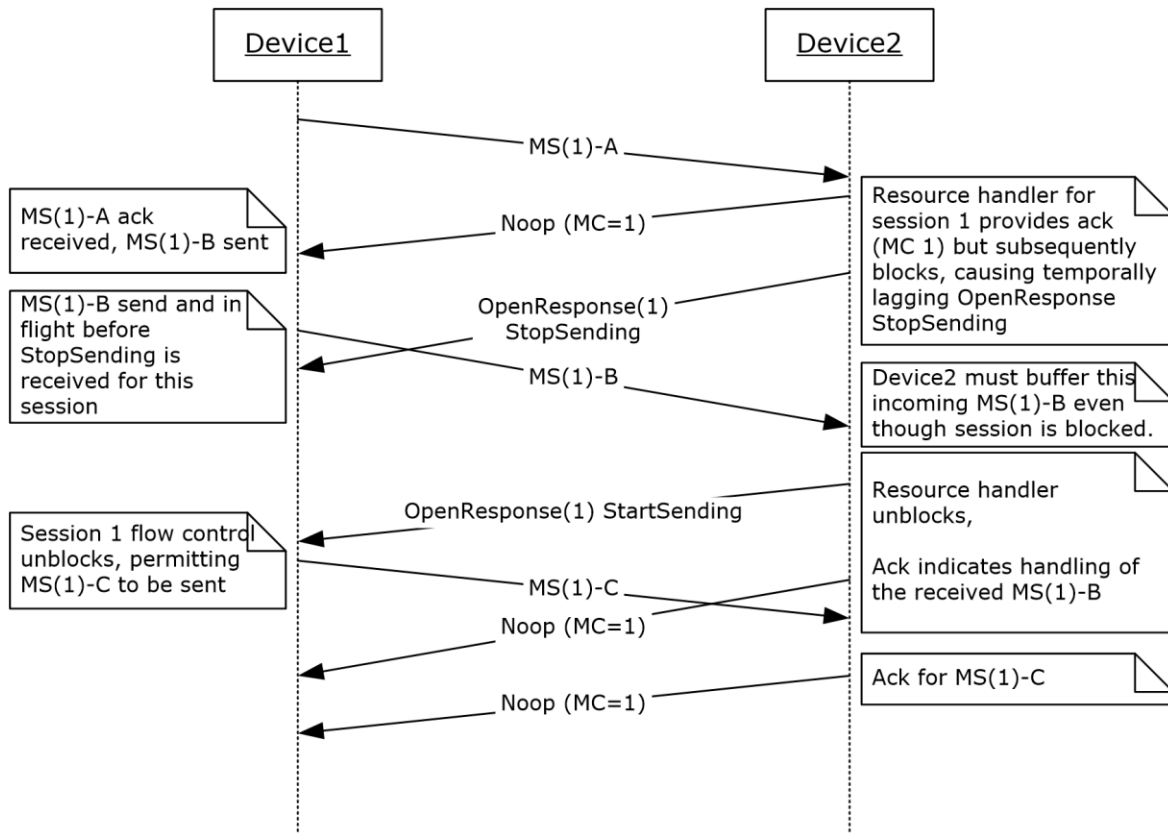 Device1
Device2
MS(1)-A
Resource handler for
session 1 provides ack
(MC 1) but subsequently
blocks, causing temporally
lagging OpenResponse
StopSending
MS(1)-A ack
received, MS(1)-B sent
Noop (MC=1)
MS(1)-B send and in
flight before
StopSending is
received for this
session
OpenResponse(1)
StopSending
MS(1)-B
Device2 must buffer this
incoming MS(1)-B even
though session is blocked.
Resource handler
unblocks,
Ack indicates handling of
the received MS(1)-B
OpenResponse(1) StartSending
Session 1 flow control
unblocks, permitting
MS(1)-C to be sent
MS(1)-C
Noop (MC=1)
Ack for MS(1)-C
Noop (MC=1)